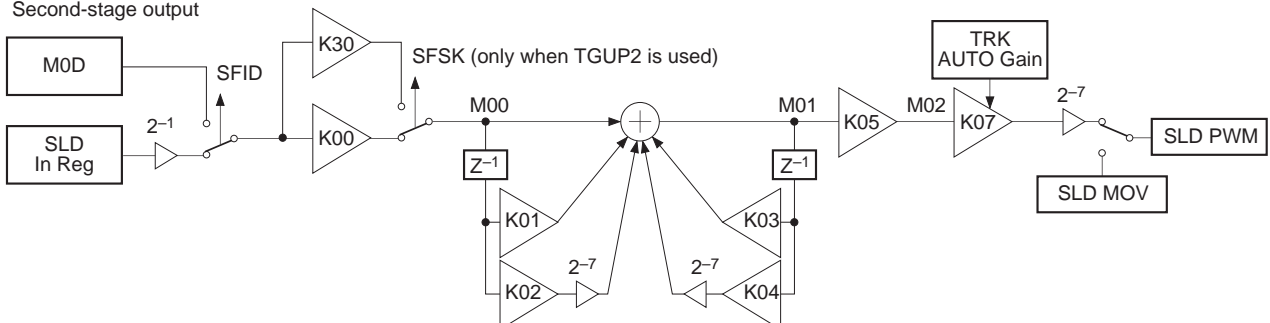 Second-stage output
M0D
SLD
In Reg
2–1
SFID
K30
K00
SFSK (only when TGUP2 is used)
M00
Z–1
K01
K02
2–7
M01
Z–1
K03
K04
2–7
K05
M02
TRK
AUTO Gain
K07
2–7
SLD PWM
SLD MOV